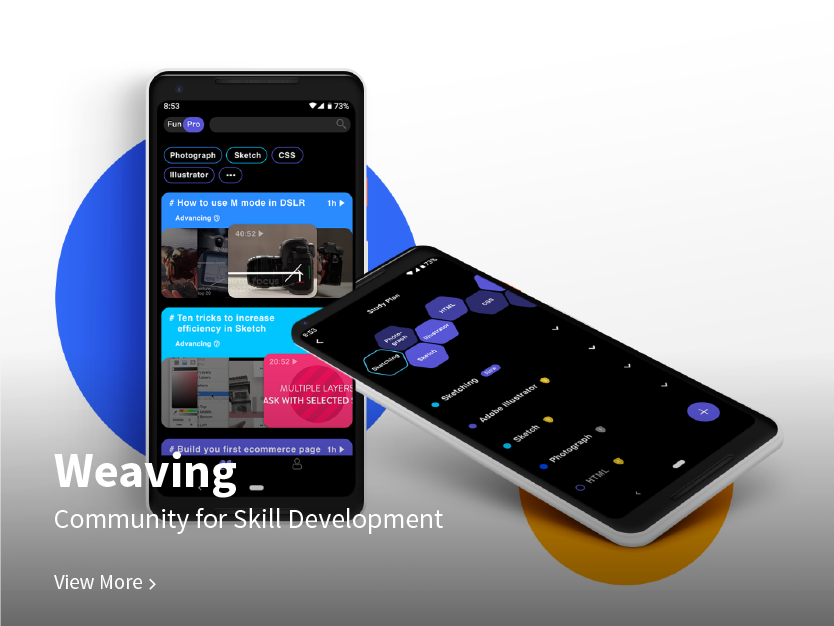 8:53
73%
Fun Pro
Photograph Sketch CSS
Illustrator •••
# How to use M mode in DSLR 1h
Advancing
40:52
focus
# Ten tricks to increase
efficiency in Sketch
Advancing
20:52
MULTIPLE LAYERS
ASK WITH SELECTED
# Build you first ecommerce page 1h
8:53
73%
Study Plan
HTML
CSS
Photo-
graph
Illustrator
Sketching
Sketch
Sketching
Adobe Illustrator
Sketch
Photograph
HTML
Weaving
Community for Skill Development
View More >